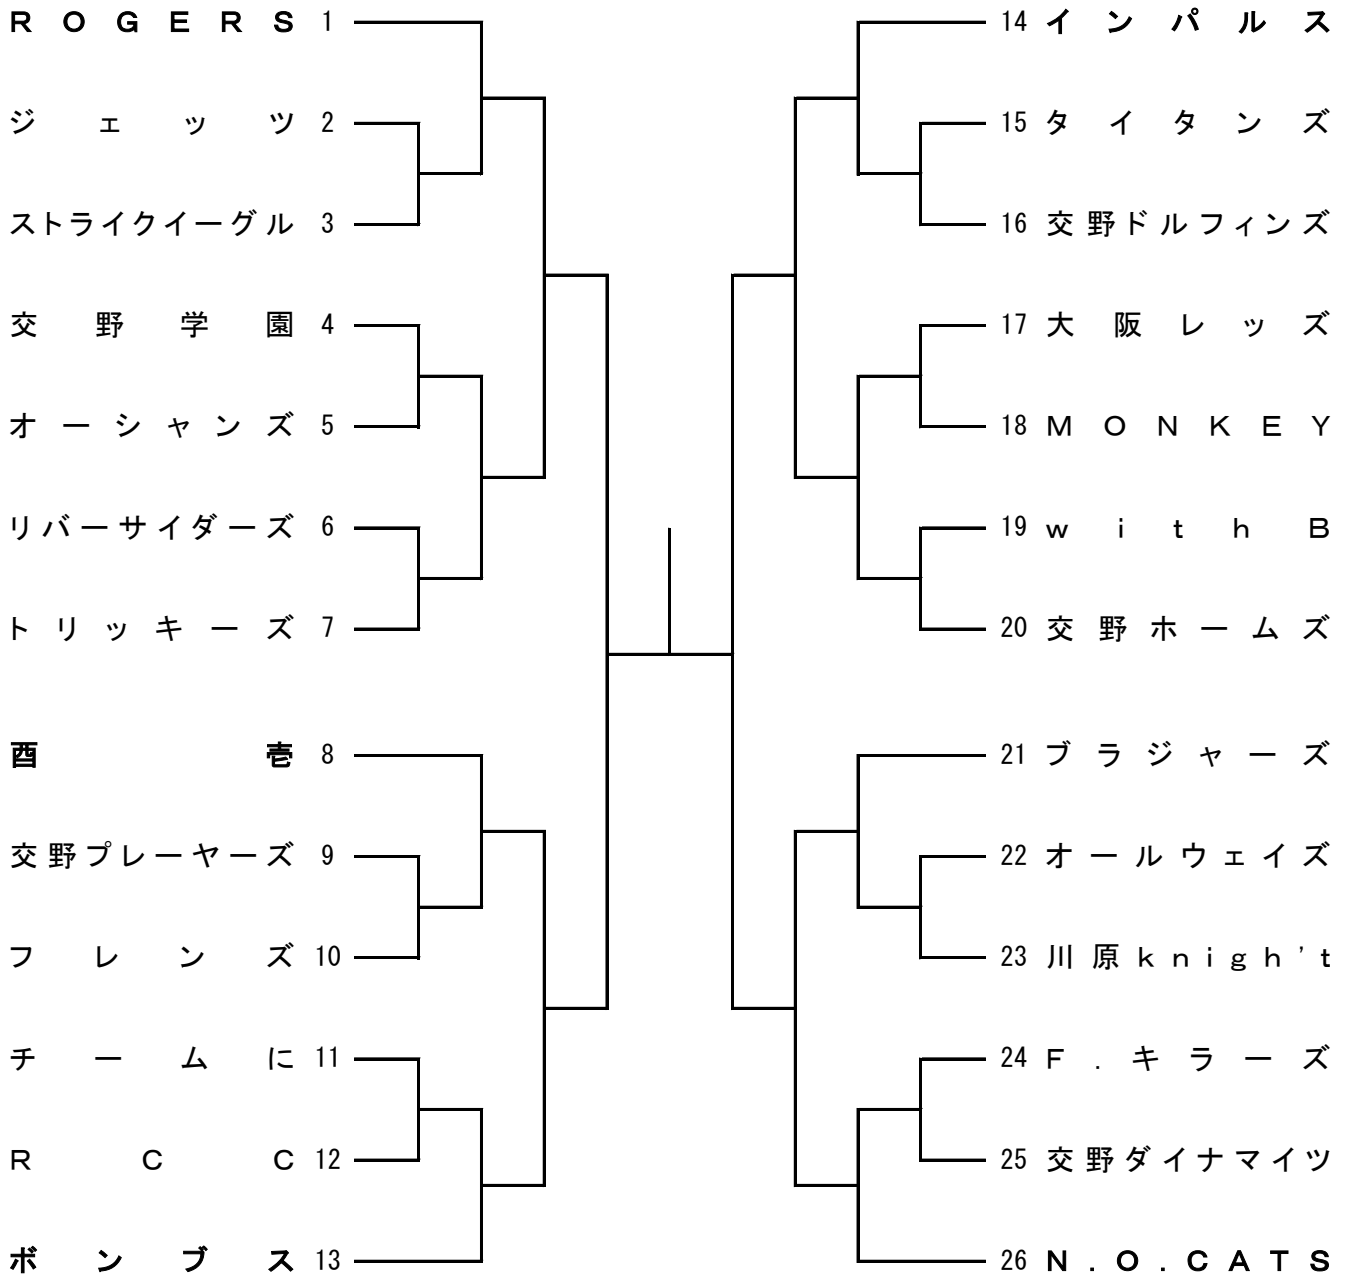 ROGERS 1
ジェッツ 2
ストライクイーグル 3
交野学園 4
オーシャンズ 5
リバーサイダーズ 6
トリッキーズ 7
酉壱 8
交野プレーヤーズ 9
フレンズ 10
チームに 11
RCC 12
ボンブス 13
14 インパルス
15 タイタンズ
16 交野ドルフィンズ
17 大阪レッズ
18 MONKEY
19 withB
20 交野ホームズ
21 ブラジャーズ
22 オールウェイズ
23 川原knigh't
24 F.キラーズ
25 交野ダイナマイツ
26 N.O.CATS